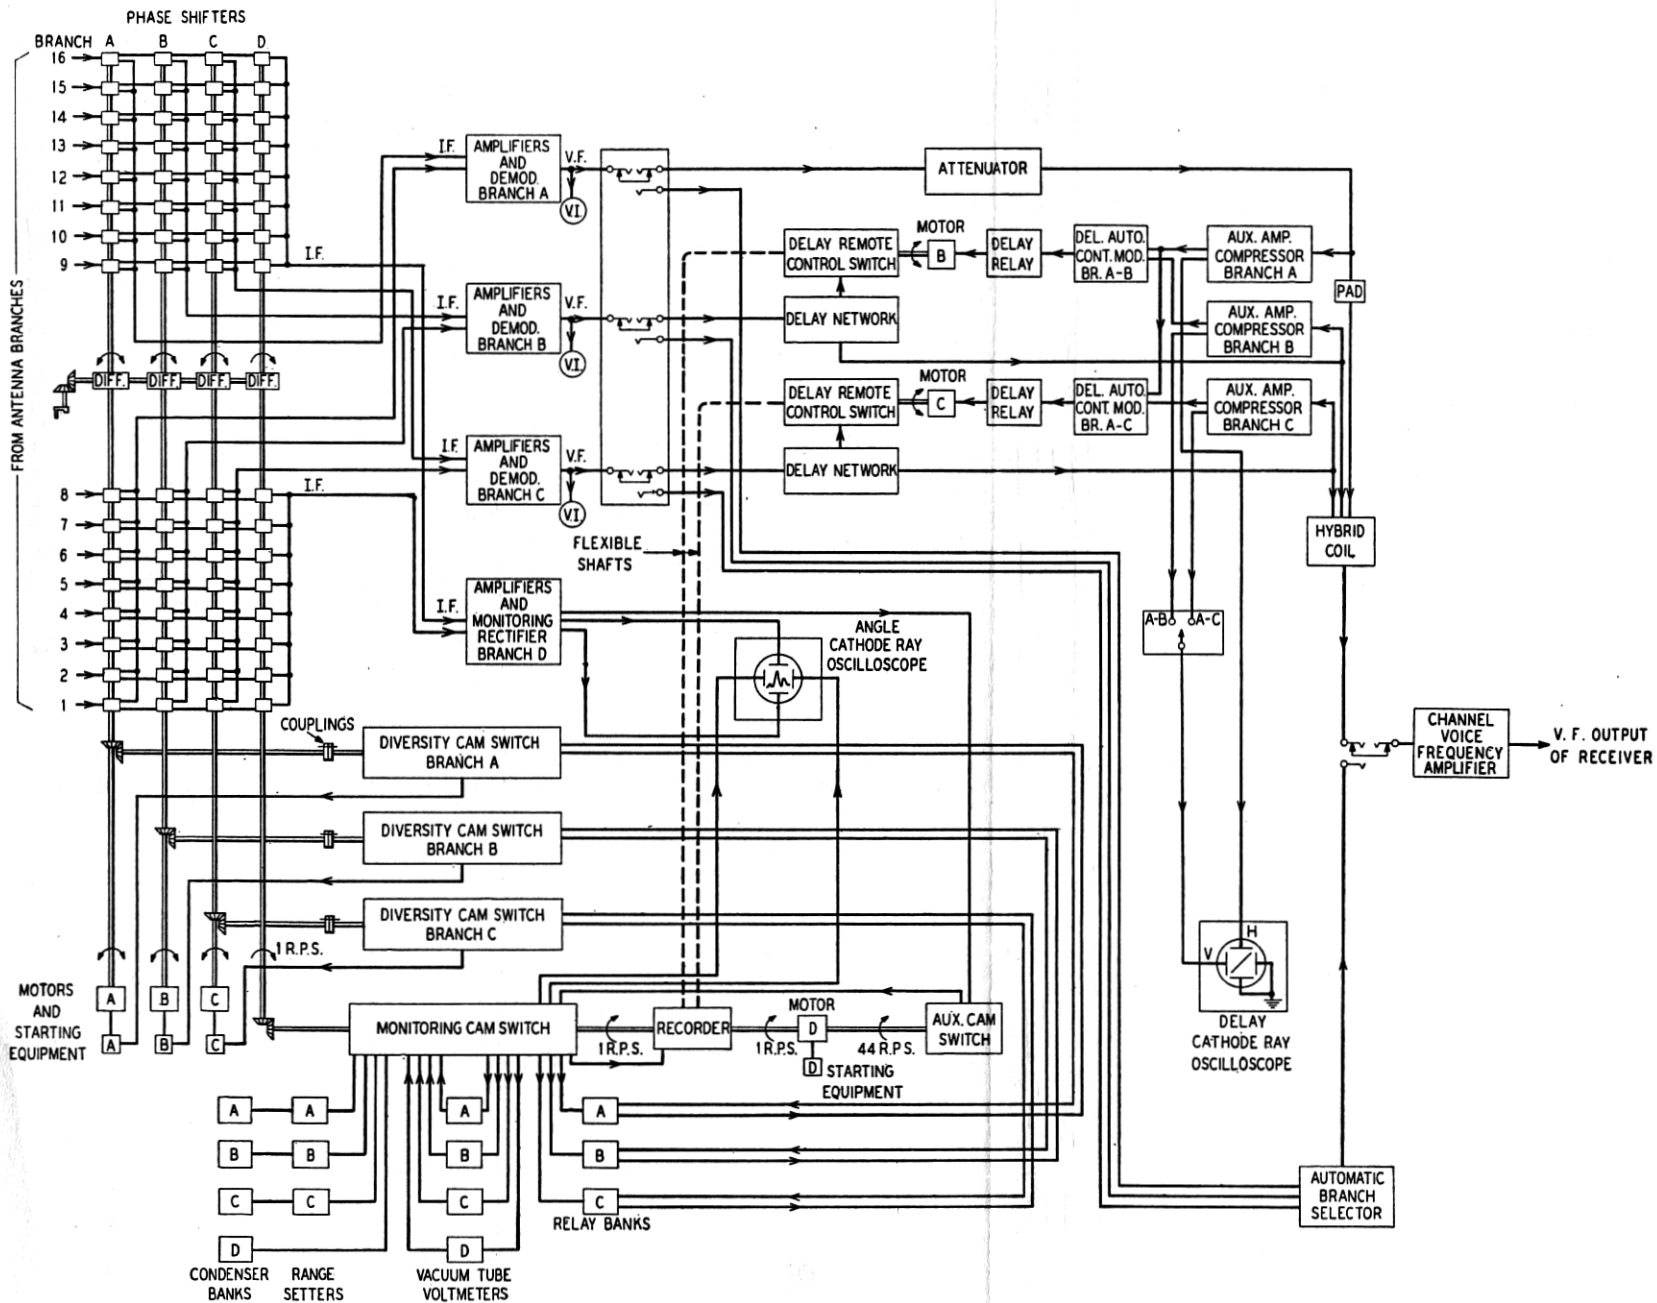 PHASE SHIFTERS
BRANCH A B C D
16
15
14
13
12
11
10
9
FROM ANTENNA BRANCHES
I.F.
DIFF. DIFF. DIFF. DIFF.
8
7
6
5
4
3
2
1
I.F.
I.F.
AMPLIFIERS
AND
DEMOD.
BRANCH A
V.F.
V.I.
I.F.
AMPLIFIERS
AND
DEMOD.
BRANCH B
V.F.
V.I.
I.F.
AMPLIFIERS
AND
DEMOD.
BRANCH C
V.F.
V.I.
I.F.
AMPLIFIERS
AND
MONITORING
RECTIFIER
BRANCH D
ATTENUATOR
DELAY REMOTE
CONTROL SWITCH
MOTOR
B
DELAY
RELAY
DEL. AUTO.
CONT. MOD.
BR. A-B
AUX. AMP.
COMPRESSOR
BRANCH A
PAD
DELAY NETWORK
AUX. AMP.
COMPRESSOR
BRANCH B
DELAY REMOTE
CONTROL SWITCH
MOTOR
C
DELAY
RELAY
DEL. AUTO.
CONT. MOD.
BR. A-C
AUX. AMP.
COMPRESSOR
BRANCH C
DELAY NETWORK
FLEXIBLE
SHAFTS
HYBRID
COIL
A-B A-C
ANGLE
CATHODE RAY
OSCILLOSCOPE
COUPLINGS
DIVERSITY CAM SWITCH
BRANCH A
DIVERSITY CAM SWITCH
BRANCH B
DIVERSITY CAM SWITCH
BRANCH C
CHANNEL
VOICE
FREQUENCY
AMPLIFIER
V. F. OUTPUT
OF RECEIVER
1 R.P.S.
MOTORS
AND
STARTING
EQUIPMENT
A B C
A B C
MONITORING CAM SWITCH
1 R.P.S.
RECORDER
1 R.P.S.
MOTOR
D
D
STARTING
EQUIPMENT
44 R.P.S.
AUX. CAM
SWITCH
H
V
DELAY
CATHODE RAY
OSCILLOSCOPE
A A A A
B B B B
C C C C
RELAY BANKS
D D
CONDENSER
BANKS
RANGE
SETTERS
VACUUM TUBE
VOLTMETERS
AUTOMATIC
BRANCH
SELECTOR